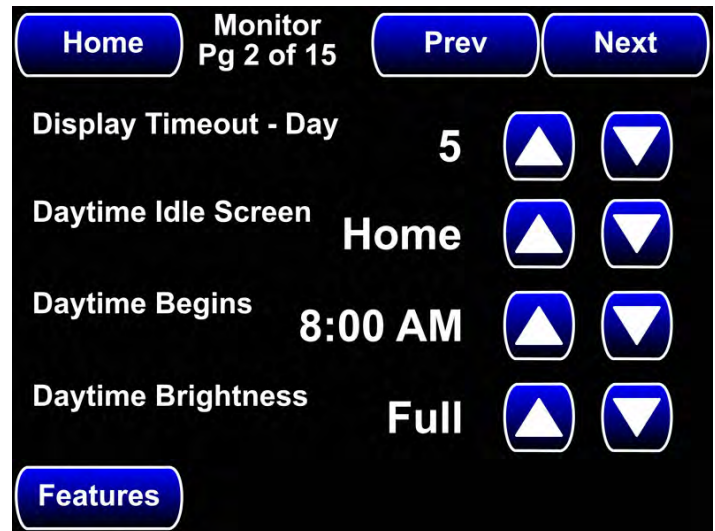 Home
Monitor
Pg 2 of 15
Prev
Next
Display Timeout - Day
5
Daytime Idle Screen
Home
Daytime Begins
8:00 AM
Daytime Brightness
Full
Features